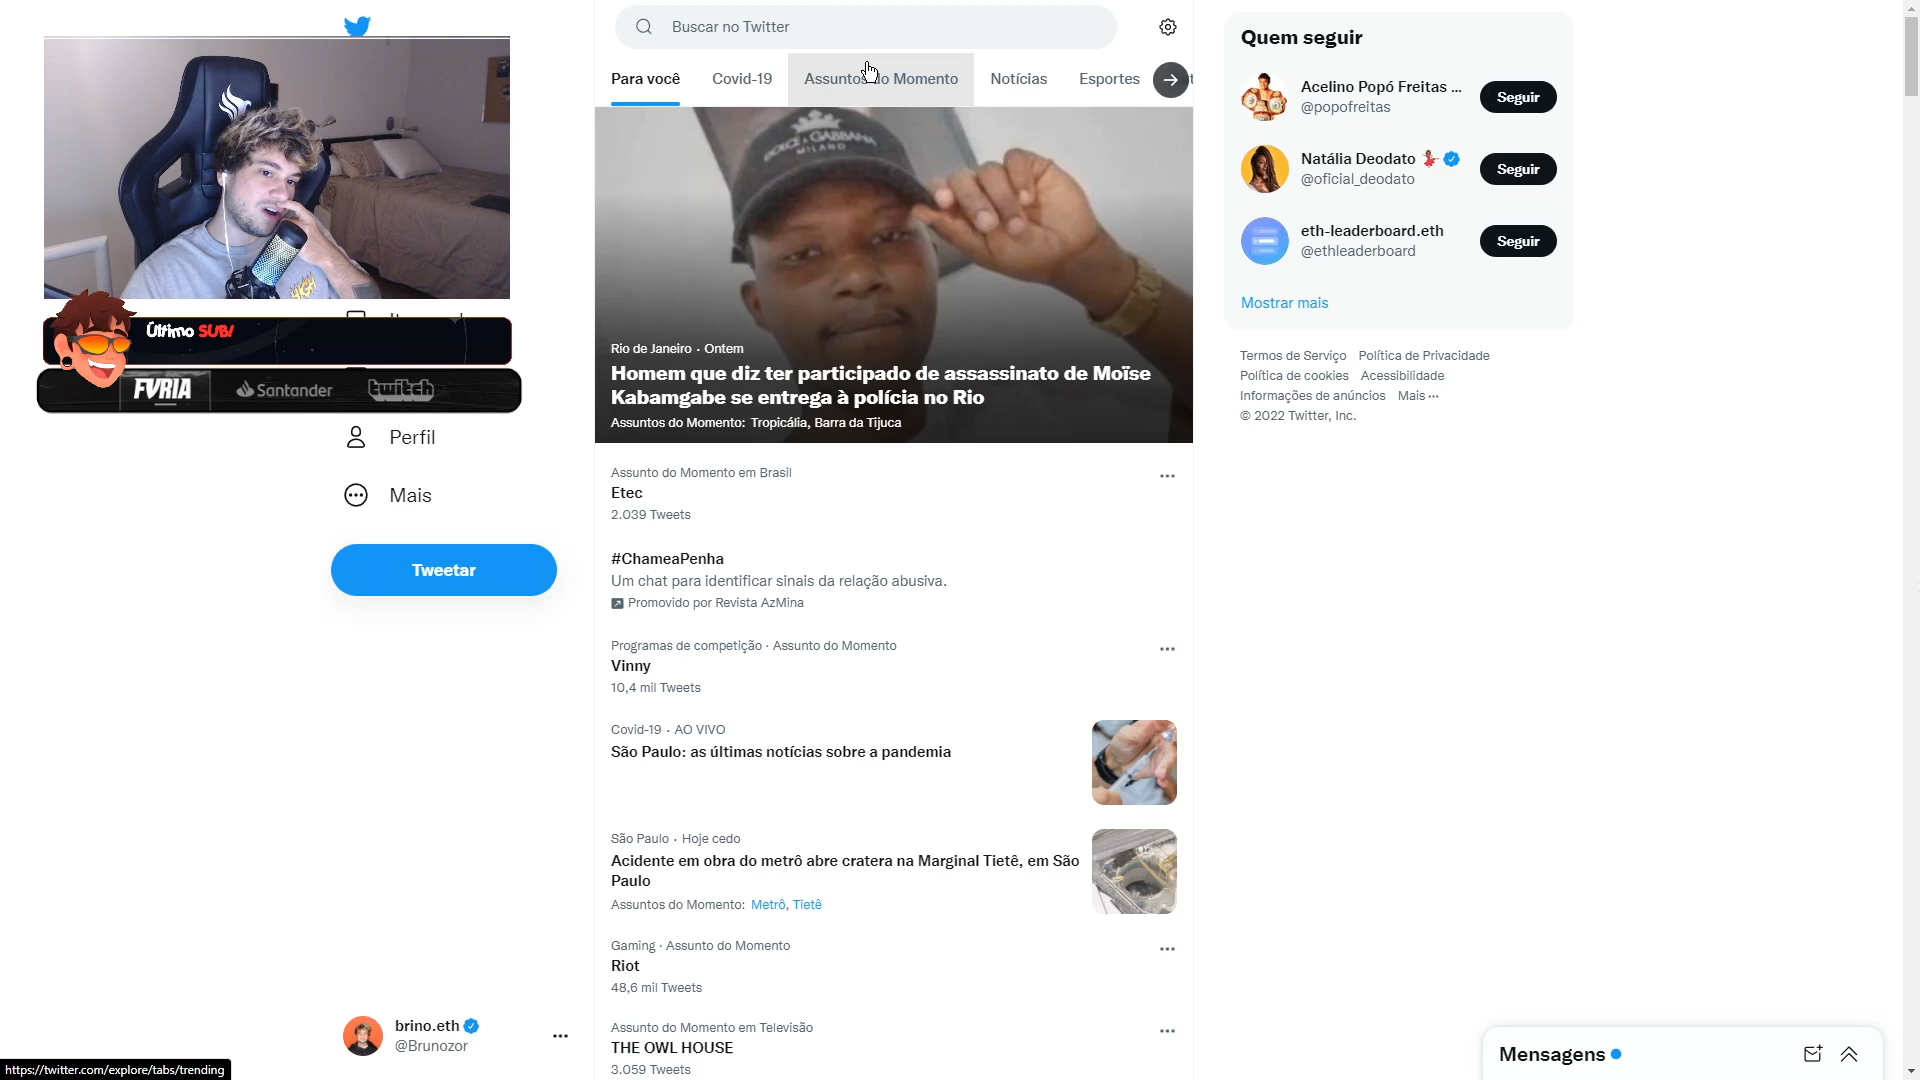 Buscar no Twitter
Para você
Covid-19
Assuntos do Momento
Notícias
Esportes
DOLCE & GABBANA
MILANO
Rio de Janeiro · Ontem
Homem que diz ter participado de assassinato de Moïse
Kabamgabe se entrega à polícia no Rio
Assuntos do Momento: Tropicália, Barra da Tijuca
Último SUB!
FVRIA
Santander
twitch
Perfil
Mais
Tweetar
Assunto do Momento em Brasil
Etec
2.039 Tweets
#ChameaPenha
Um chat para identificar sinais da relação abusiva.
Promovido por Revista AzMina
Programas de competição · Assunto do Momento
Vinny
10,4 mil Tweets
Covid-19 · AO VIVO
São Paulo: as últimas notícias sobre a pandemia
São Paulo · Hoje cedo
Acidente em obra do metrô abre cratera na Marginal Tietê, em São
Paulo
Assuntos do Momento: Metrô, Tietê
Gaming · Assunto do Momento
Riot
48,6 mil Tweets
Assunto do Momento em Televisão
THE OWL HOUSE
3.059 Tweets
Quem seguir
Acelino Popó Freitas ...
@popofreitas
Seguir
Natália Deodato
@oficial_deodato
Seguir
eth-leaderboard.eth
@ethleaderboard
Seguir
Mostrar mais
Termos de Serviço Política de Privacidade
Política de cookies Acessibilidade
Informações de anúncios Mais ···
© 2022 Twitter, Inc.
brino.eth
@Brunozor
Mensagens
https://twitter.com/explore/tabs/trending